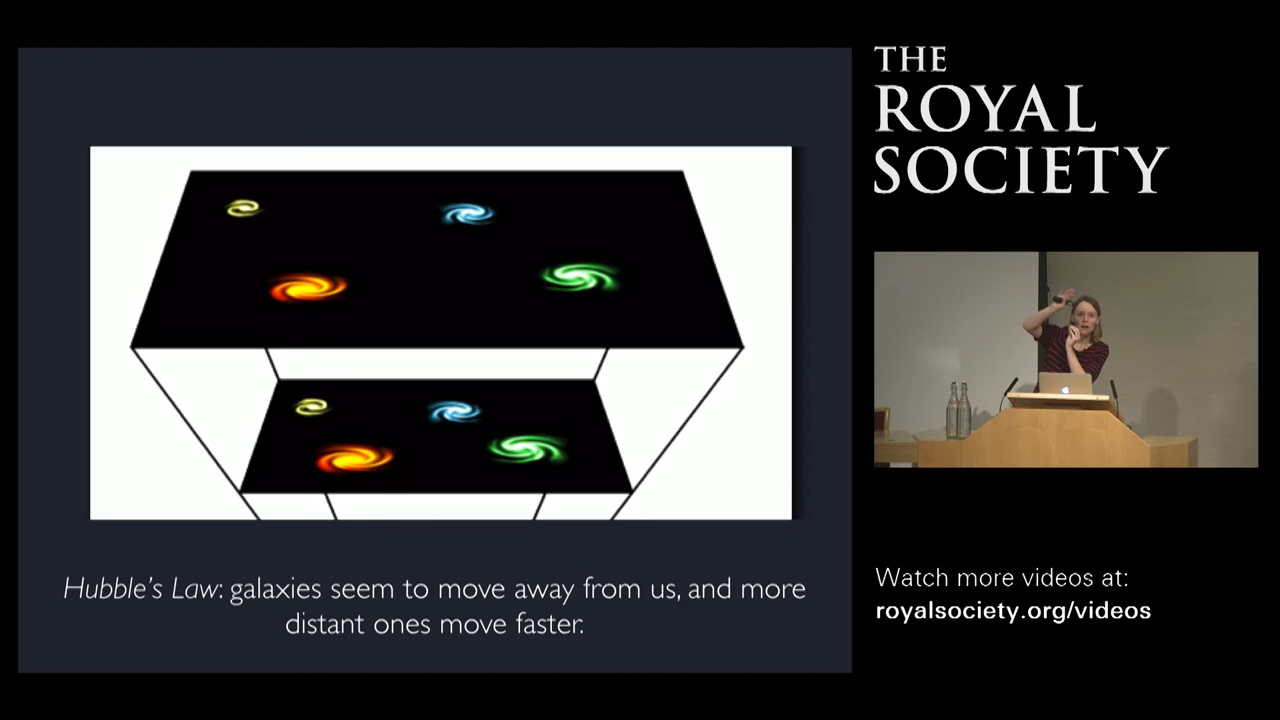 Hubble's Law: galaxies seem to move away from us, and more
distant ones move faster.
THE
ROYAL
SOCIETY
Watch more videos at:
royalsociety.org/videos